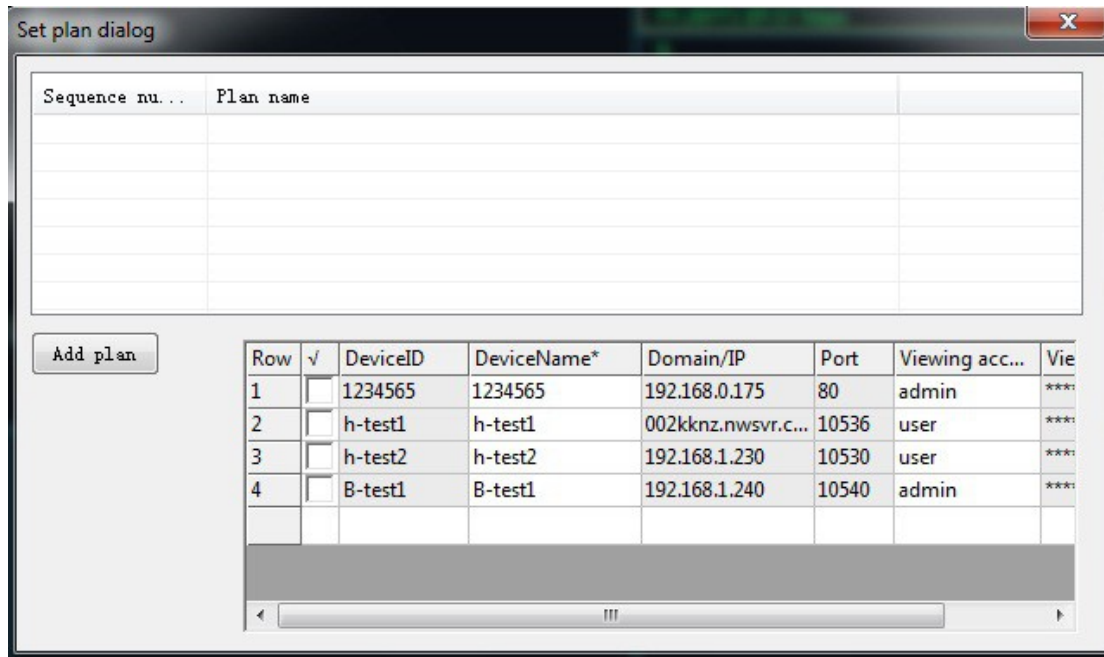 Set plan dialog
Sequence nu... Plan name
Add plan
Row √ DeviceID DeviceName* Domain/IP Port Viewing acc... Vie
1 1234565 1234565 192.168.0.175 80 admin ***
2 h-test1 h-test1 002kknz.nwsvr.c... 10536 user ***
3 h-test2 h-test2 192.168.1.230 10530 user ***
4 B-test1 B-test1 192.168.1.240 10540 admin ***